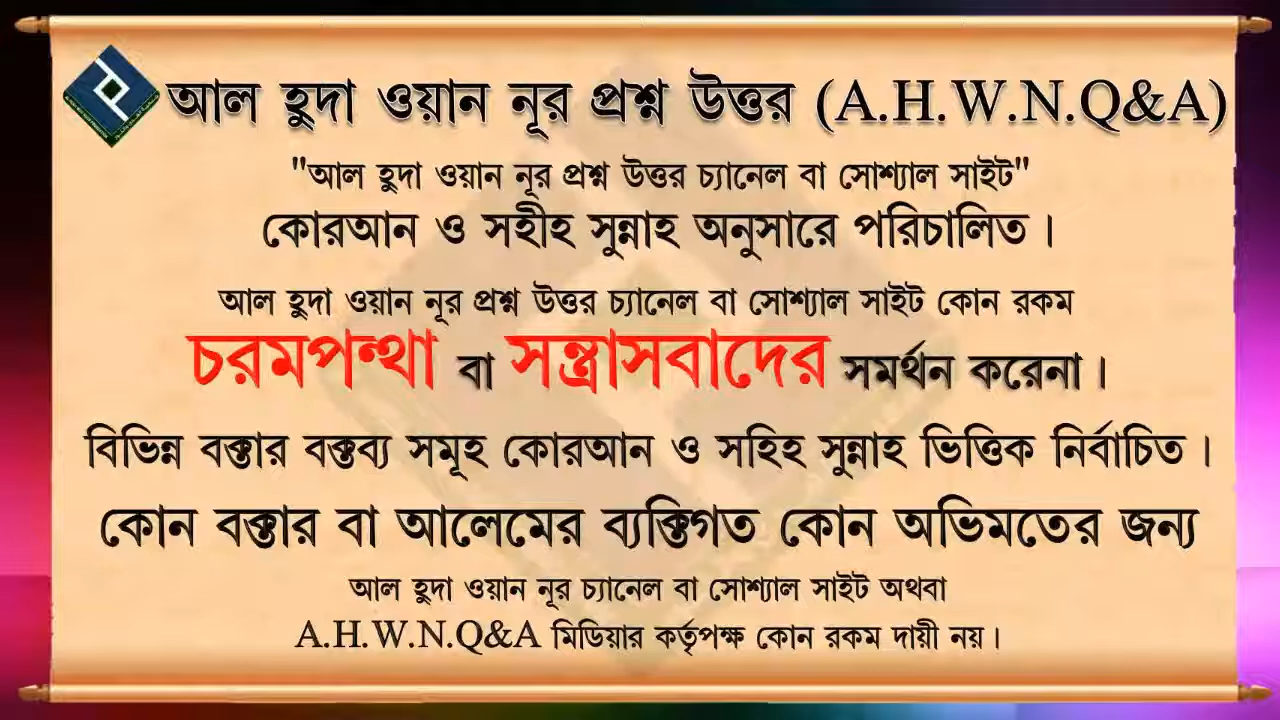 আল হুদা ওয়ান নূর প্রশ্ন উত্তর (A.H.W.N.Q&A)
"আল হুদা ওয়ান নূর প্রশ্ন উত্তর চ্যানেল বা সোশ্যাল সাইট"
কোরআন ও সহীহ সুন্নাহ অনুসারে পরিচালিত।
আল হুদা ওয়ান নূর প্রশ্ন উত্তর চ্যানেল বা সোশ্যাল সাইট কোন রকম
চরমপন্থা বা সন্ত্রাসবাদের সমর্থন করেনা।
বিভিন্ন বক্তার বক্তব্য সমূহ কোরআন ও সহিহ সুন্নাহ ভিত্তিক নির্বাচিত।
কোন বক্তার বা আলেমের ব্যক্তিগত কোন অভিমতের জন্য
আল হুদা ওয়ান নূর চ্যানেল বা সোশ্যাল সাইট অথবা
A.H.W.N.Q&A মিডিয়ার কর্তৃপক্ষ কোন রকম দায়ী নয়।